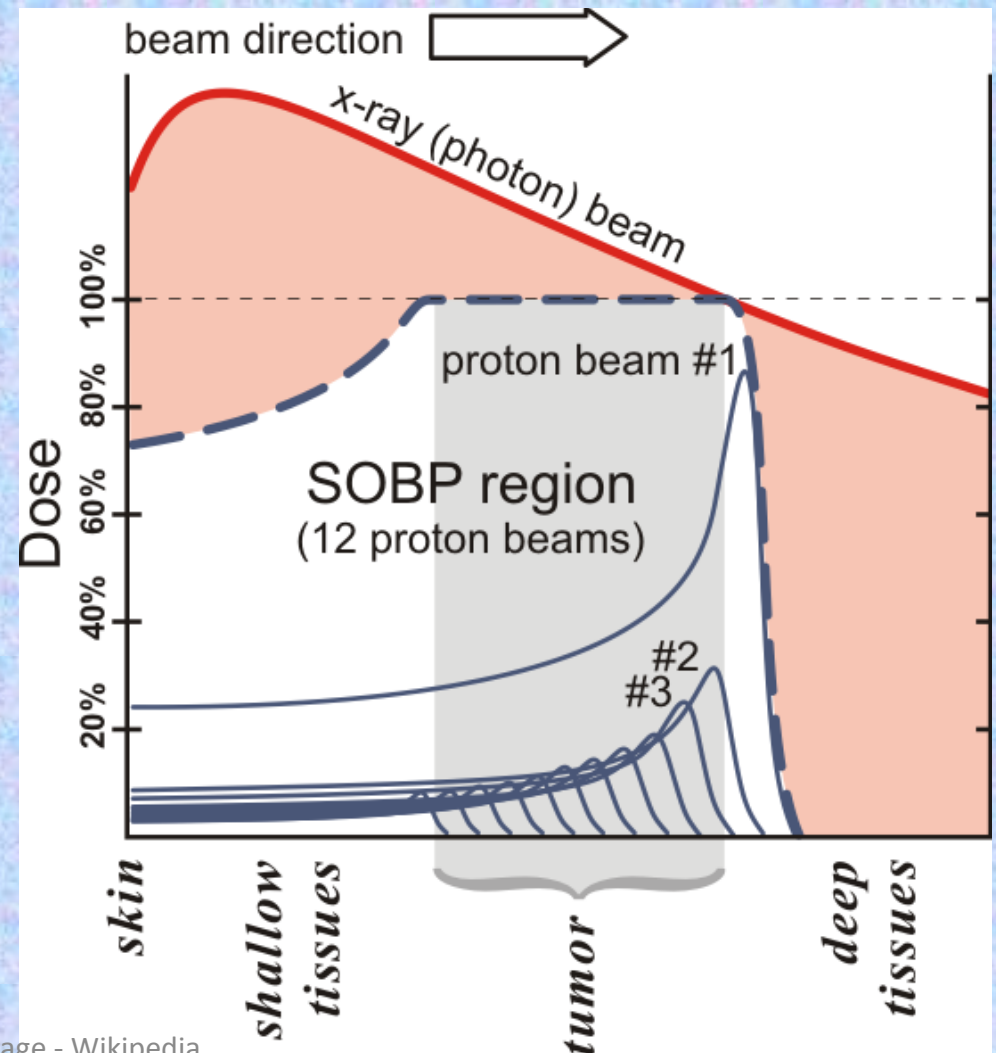 beam direction
x-ray (photon) beam
100%
80%
60%
40%
20%
Dose
proton beam #1
SOBP region
(12 proton beams)
#2
#3
skin
shallow
tissues
tumor
deep
tissues
- Wikipedia